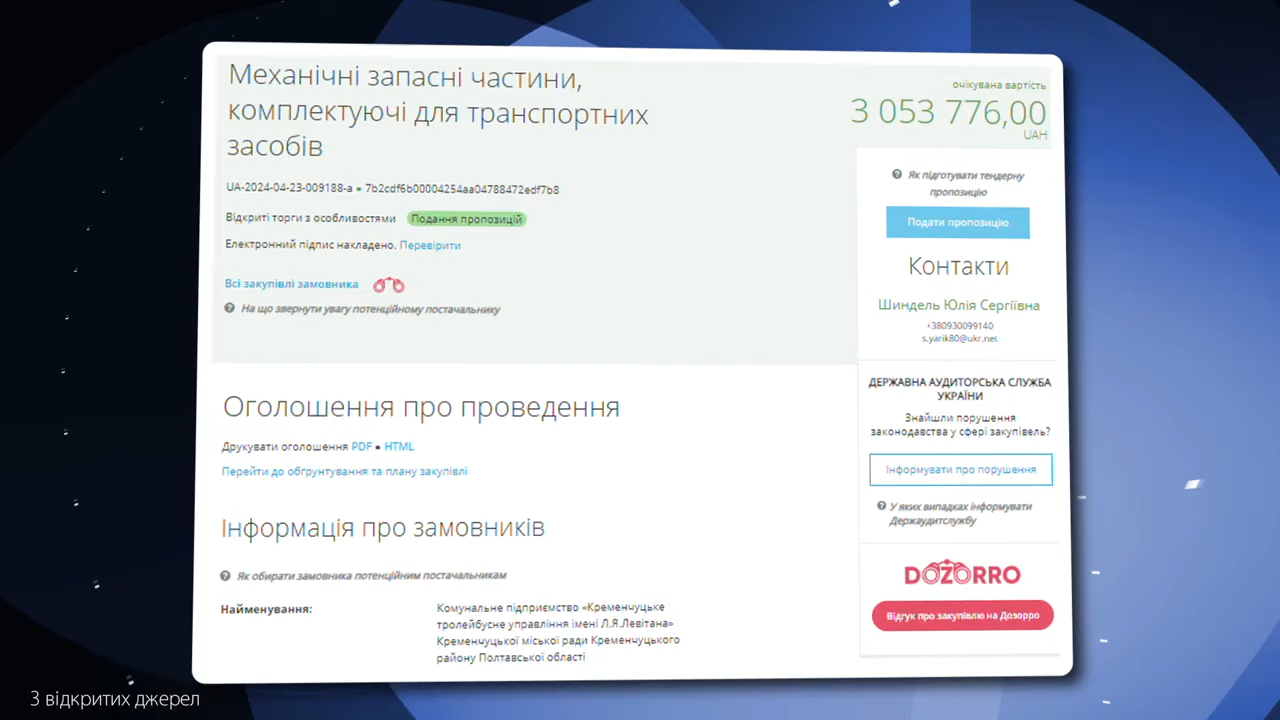 Механічні запасні частини,
комплектуючі для транспортних
засобів
UA-2024-04-23-009188-a ● 7b2cdf6b00004254aa04788472edf7b8
Відкриті торги з особливостями Подання пропозицій
Електронний підпис накладено. Перевірити
Всі закупівлі замовника
На що звернути увагу потенційному постачальнику
очікувана вартість
3 053 776,00
UAH
Як підготувати тендерну
пропозицію
Подати пропозицію
Контакти
Шиндель Юлія Сергіївна
+380930099140
s.yarik80@ukr.net
ДЕРЖАВНА АУДИТОРСЬКА СЛУЖБА
УКРАЇНИ
Знайшли порушення
законодавства у сфері закупівель?
Інформувати про порушення
У яких випадках інформувати
Держаудитслужбу
DOZORRO
Відгук про закупівлю на Дозорро
Оголошення про проведення
Друкувати оголошення PDF ● HTML
Перейти до обґрунтування та плану закупівлі
Інформація про замовників
Як обирати замовника потенційним постачальникам
Найменування:
Комунальне підприємство «Кременчуцьке
тролейбусне управління імені Л.Я.Левітана»
Кременчуцької міської ради Кременчуцького
району Полтавської області
З відкритих джерел